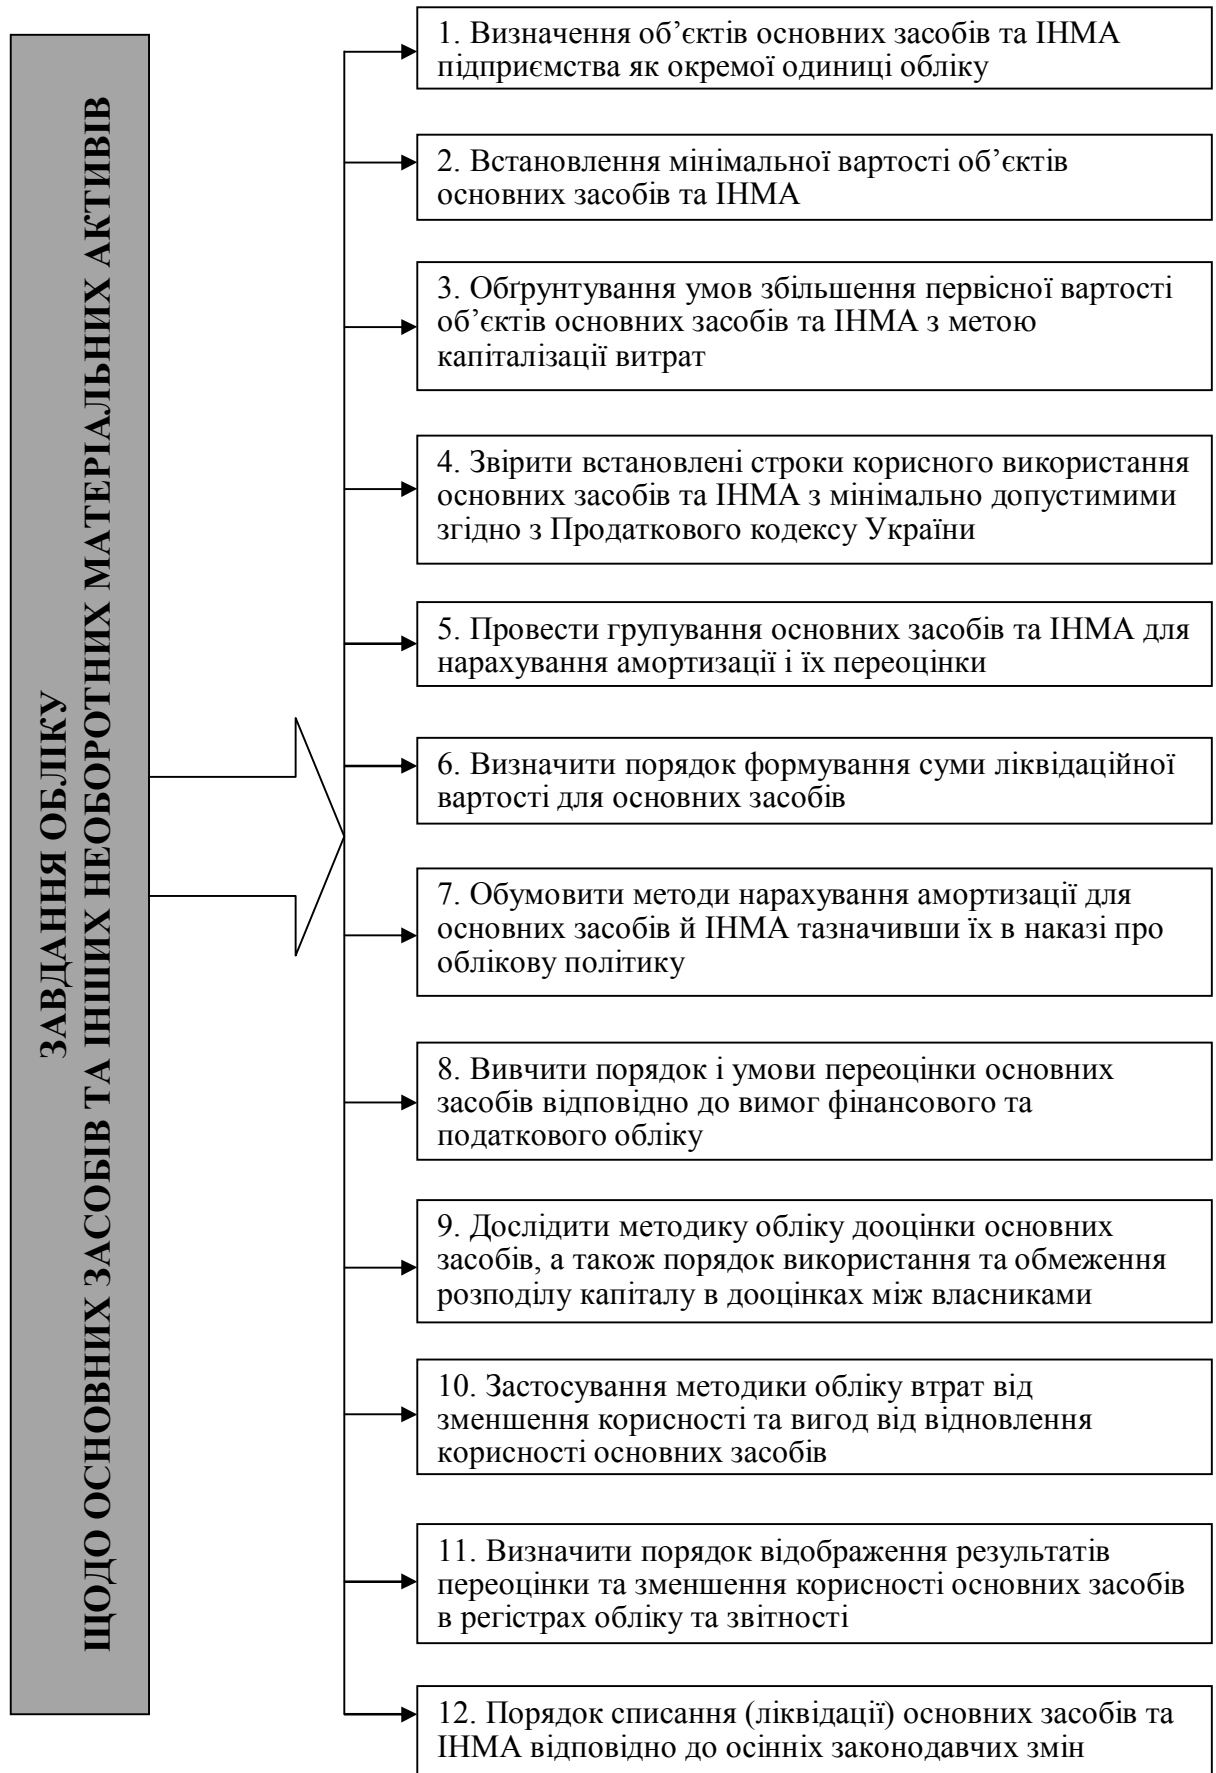 ЗАВДАННЯ ОБЛІКУ
ЩОДО ОСНОВНИХ ЗАСОБІВ ТА ІНШИХ НЕОБОРОТНИХ МАТЕРІАЛЬНИХ АКТИВІВ
1. Визначення об’єктів основних засобів та ІНМА
підприємства як окремої одиниці обліку
2. Встановлення мінімальної вартості об’єктів
основних засобів та ІНМА
3. Обґрунтування умов збільшення первісної вартості
об’єктів основних засобів та ІНМА з метою
капіталізації витрат
4. Звірити встановлені строки корисного використання
основних засобів та ІНМА з мінімально допустимими
згідно з Продаткового кодексу України
5. Провести групування основних засобів та ІНМА для
нарахування амортизації і їх переоцінки
6. Визначити порядок формування суми ліквідаційної
вартості для основних засобів
7. Обумовити методи нарахування амортизації для
основних засобів й ІНМА тазначивши їх в наказі про
облікову політику
8. Вивчити порядок і умови переоцінки основних
засобів відповідно до вимог фінансового та
податкового обліку
9. Дослідити методику обліку дооцінки основних
засобів, а також порядок використання та обмеження
розподілу капіталу в дооцінках між власниками
10. Застосування методики обліку втрат від
зменшення корисності та вигод від відновлення
корисності основних засобів
11. Визначити порядок відображення результатів
переоцінки та зменшення корисності основних засобів
в регістрах обліку та звітності
12. Порядок списання (ліквідації) основних засобів та
ІНМА відповідно до осінніх законодавчих змін